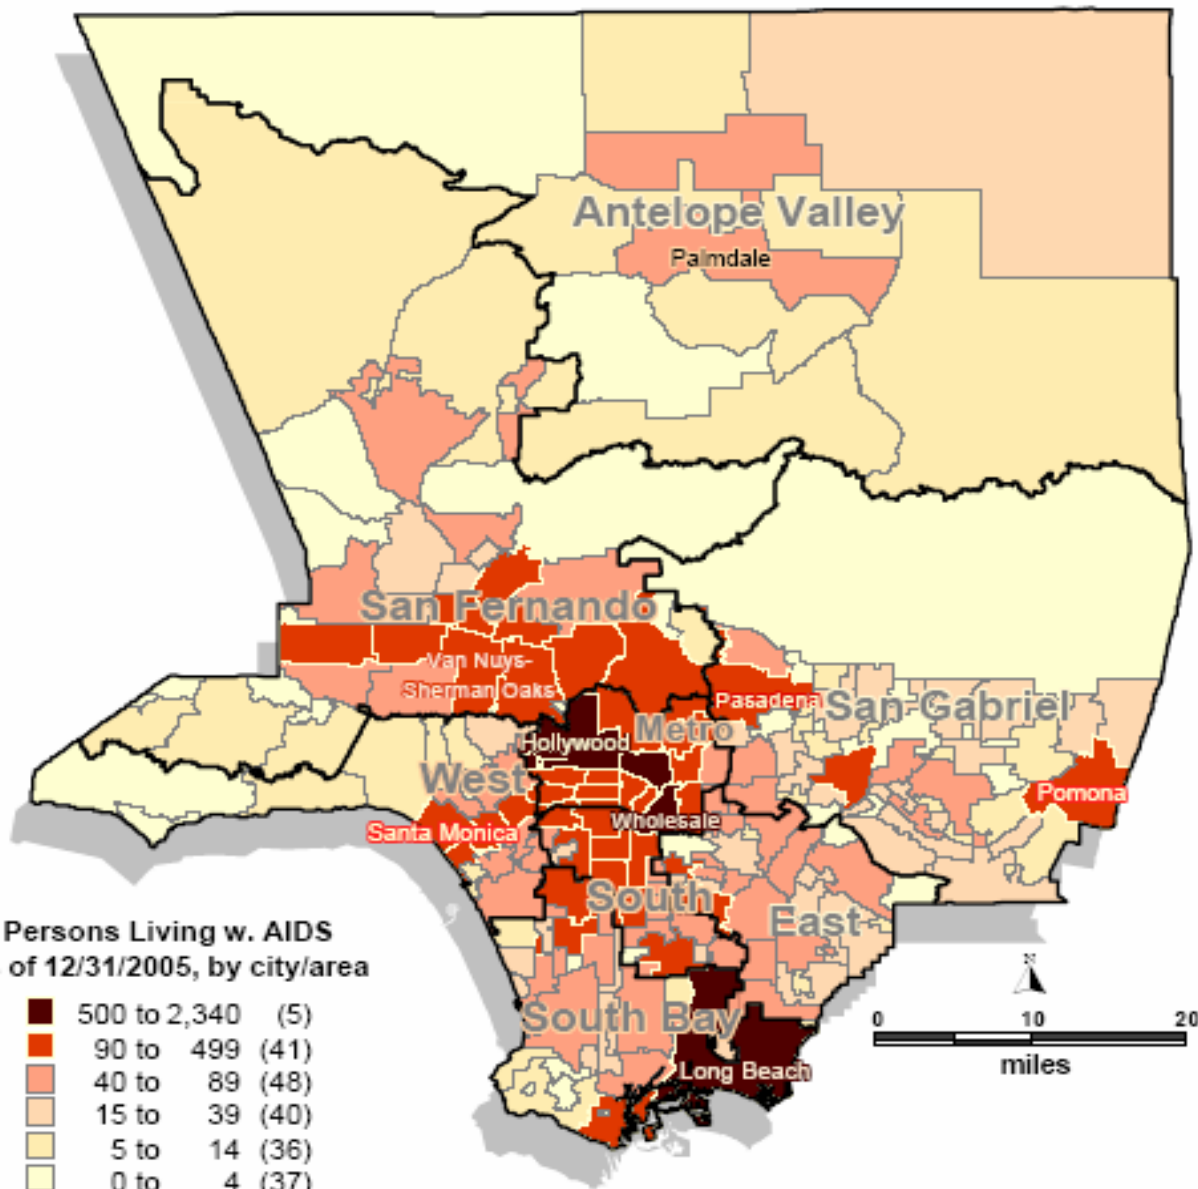 Antelope Valley
Palmdale
San Fernando
Van Nuys-
Sherman Oaks
Pasadena
San Gabriel
Metro
Hollywood
West
Pomona
Wholesale
Santa Monica
South
East
South Bay
Long Beach
Persons Living w. AIDS
of 12/31/2005, by city/area
500 to 2,340 (5)
90 to 499 (41)
40 to 89 (48)
15 to 39 (40)
5 to 14 (36)
0 to 4 (37)
N
0 10 20
miles